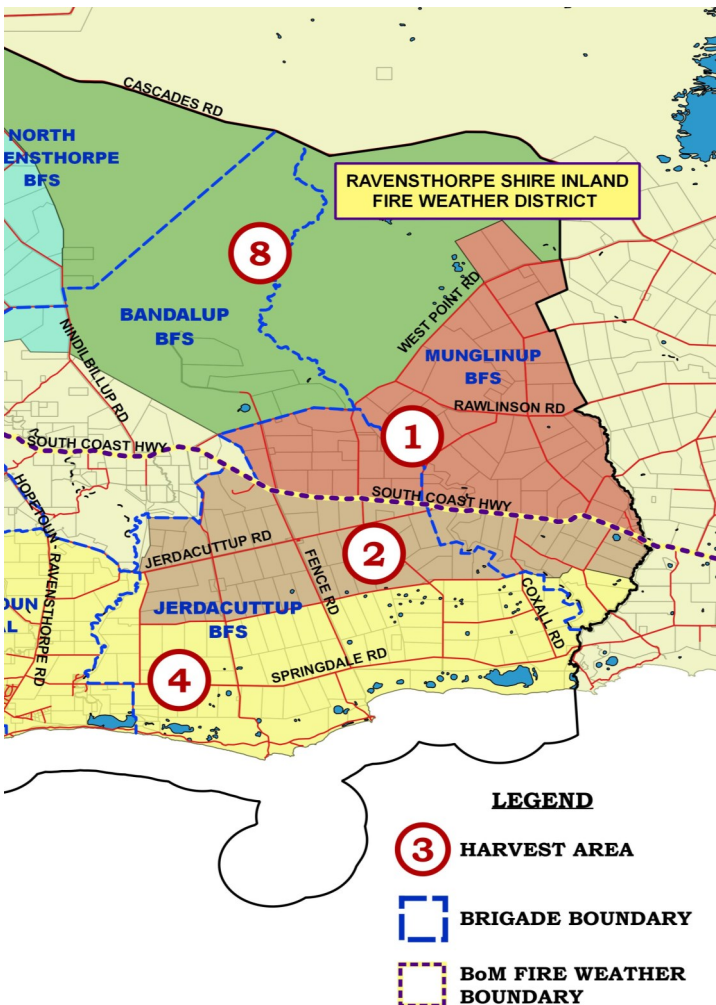 CASCADES RD
NORTH
ENSTHORPE
BFS
RAVENSTHORPE SHIRE INLAND
FIRE WEATHER DISTRICT
8
BANDALUP
BFS
WEST POINT RD
NINDILBILLUP RD
MUNGLINUP
BFS
RAWLINSON RD
1
SOUTH COAST HWY
SOUTH COAST HWY
HOPETOUN - RAVENSTHORPE RD
JERDACUTTUP RD
2
FENCE RD
JERDACUTTUP
BFS
COXALL RD
OUN
L
4
SPRINGDALE RD
LEGEND
3 HARVEST AREA
BRIGADE BOUNDARY
BoM FIRE WEATHER
BOUNDARY